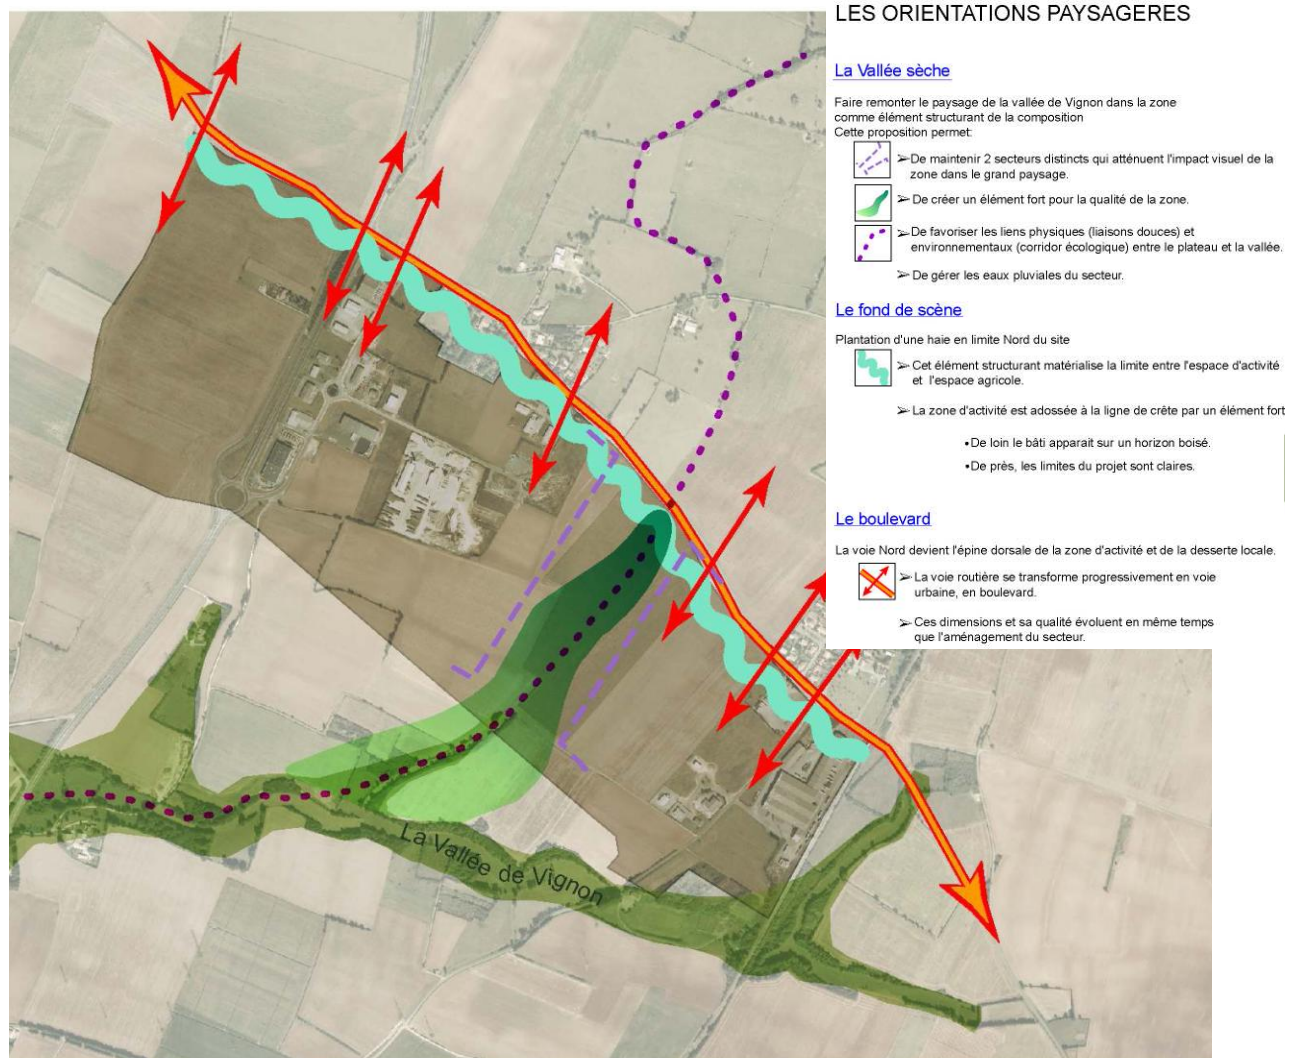 LES ORIENTATIONS PAYSAGERES
La Vallée sèche
Faire remonter le paysage de la vallée de Vignon dans la zone
comme élément structurant de la composition
Cette proposition permet:
➢ De maintenir 2 secteurs distincts qui atténuent l'impact visuel de la
zone dans le grand paysage.
➢ De créer un élément fort pour la qualité de la zone.
➢ De favoriser les liens physiques (liaisons douces) et
environnementaux (corridor écologique) entre le plateau et la vallée.
➢ De gérer les eaux pluviales du secteur.
Le fond de scène
Plantation d'une haie en limite Nord du site
➢ Cet élément structurant matérialise la limite entre l'espace d'activité
et l'espace agricole.
➢ La zone d'activité est adossée à la ligne de crête par un élément fort
•De loin le bâti apparait sur un horizon boisé.
•De près, les limites du projet sont claires.
Le boulevard
La voie Nord devient l'épine dorsale de la zone d'activité et de la desserte locale.
➢ La voie routière se transforme progressivement en voie
urbaine, en boulevard.
➢ Ces dimensions et sa qualité évoluent en même temps
que l'aménagement du secteur.
La Vallée de Vignon